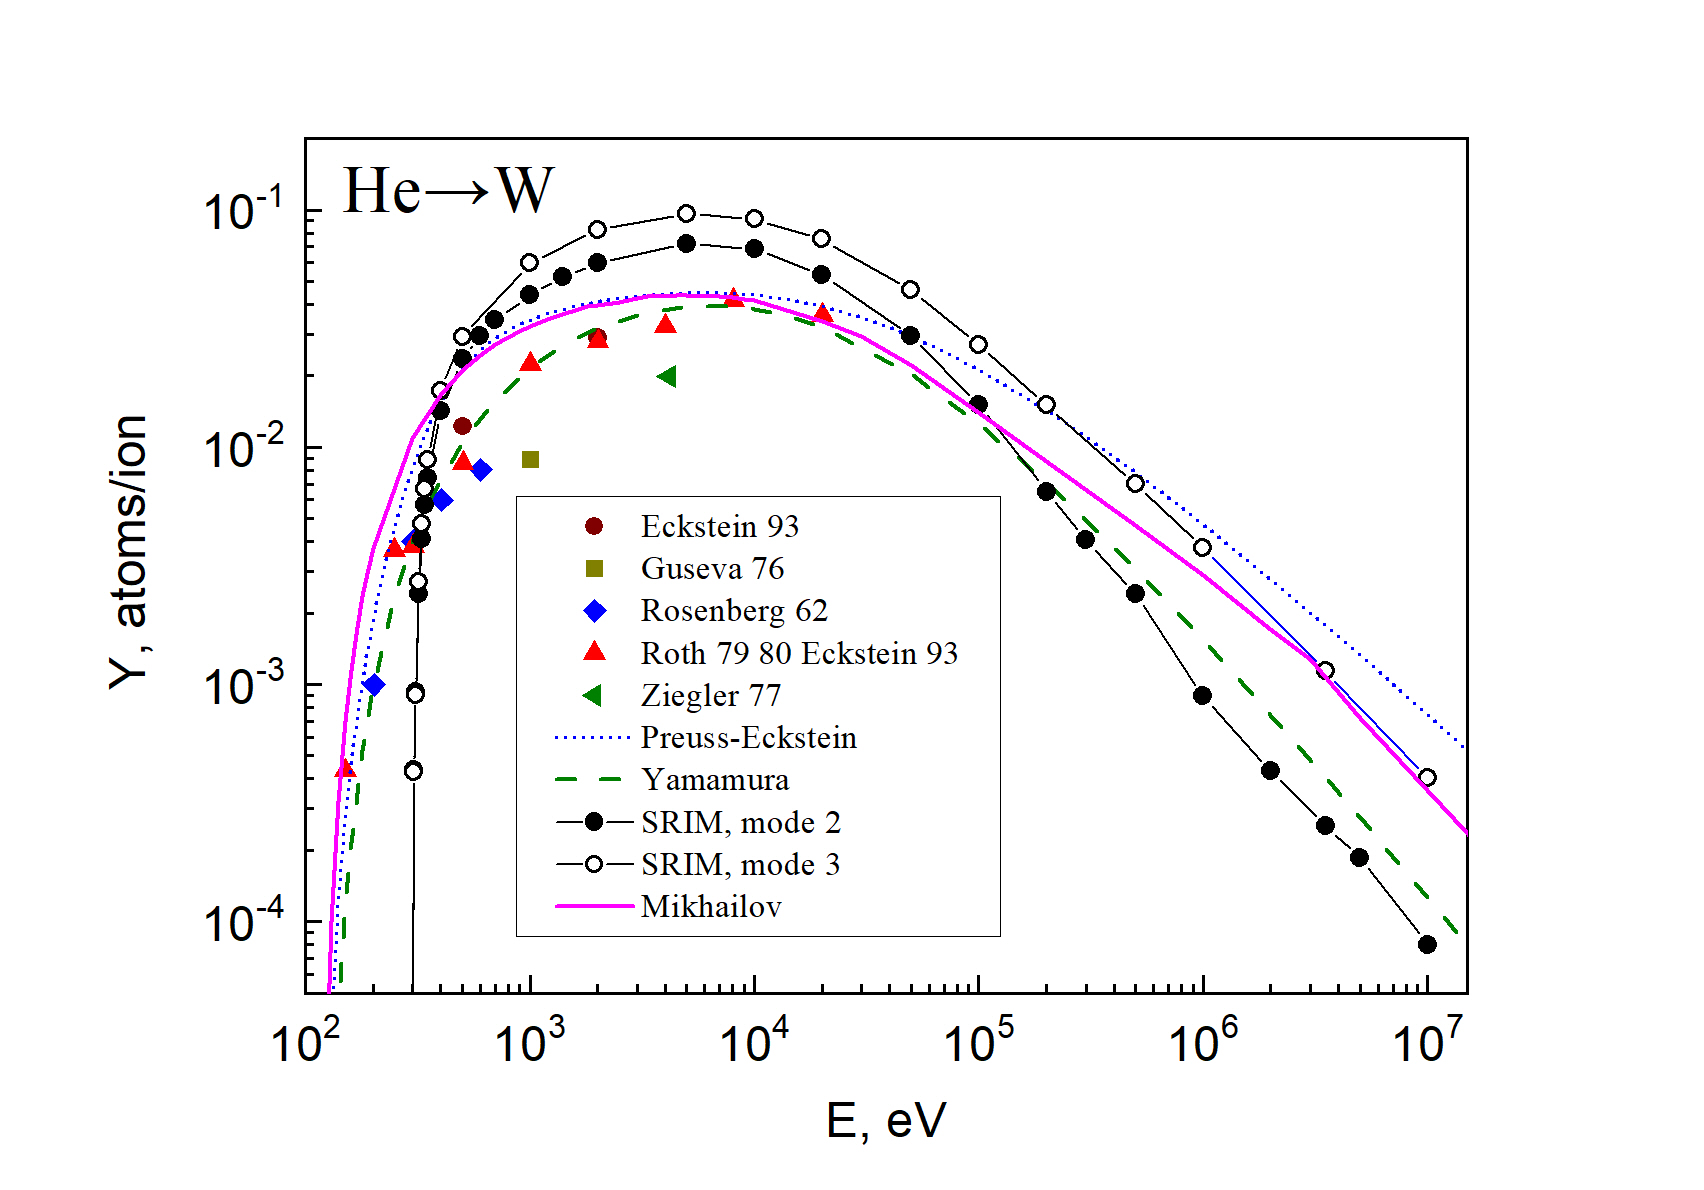 He→W
Y, atoms/ion
10^-1
10^-2
10^-3
10^-4
Eckstein 93
Guseva 76
Rosenberg 62
Roth 79 80 Eckstein 93
Ziegler 77
Preuss-Eckstein
Yamamura
SRIM, mode 2
SRIM, mode 3
Mikhailov
10^2 10^3 10^4 10^5 10^6 10^7
E, eV